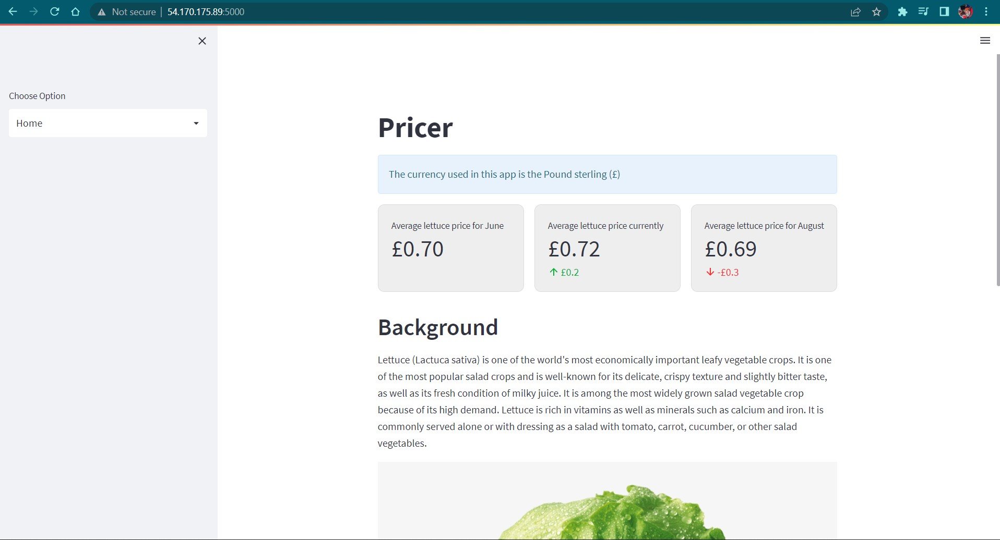 Not secure | 54.170.175.89:5000
Choose Option
Home
Pricer
The currency used in this app is the Pound sterling (£)
Average lettuce price for June
£0.70
Average lettuce price currently
£0.72
£0.2
Average lettuce price for August
£0.69
-£0.3
Background
Lettuce (Lactuca sativa) is one of the world's most economically important leafy vegetable crops. It is one
of the most popular salad crops and is well-known for its delicate, crispy texture and slightly bitter taste,
as well as its fresh condition of milky juice. It is among the most widely grown salad vegetable crop
because of its high demand. Lettuce is rich in vitamins as well as minerals such as calcium and iron. It is
commonly served alone or with dressing as a salad with tomato, carrot, cucumber, or other salad
vegetables.